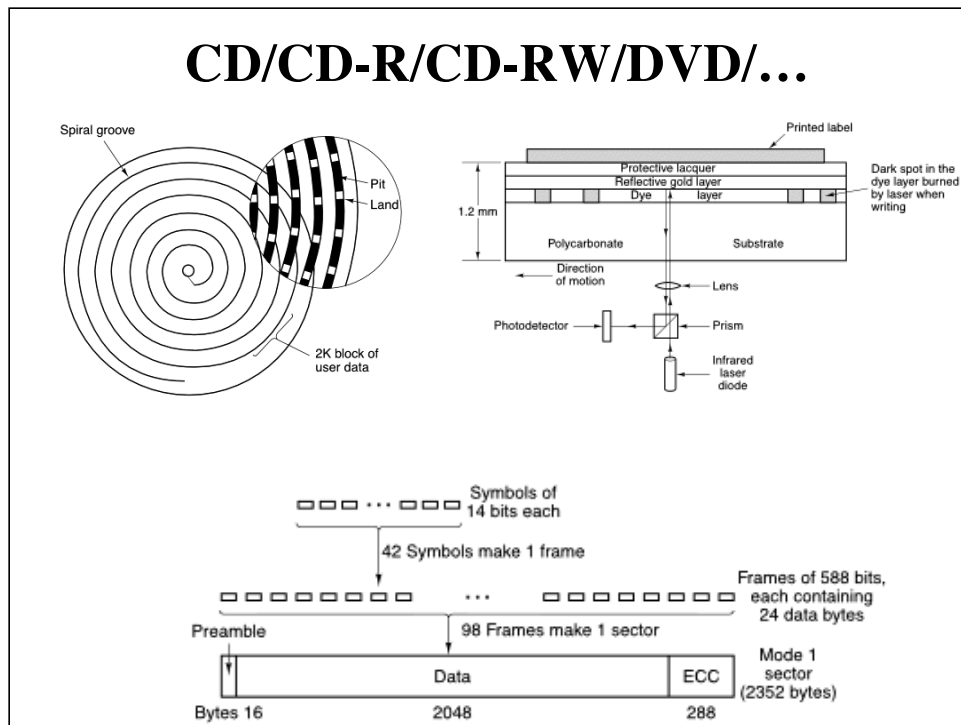 CD/CD-R/CD-RW/DVD/…
Spiral groove
Pit
Land
2K block of
user data
Printed label
Protective lacquer
Reflective gold layer
Dye layer
Dark spot in the
dye layer burned
by laser when
writing
1.2 mm
Polycarbonate Substrate
Direction
of motion
Lens
Photodetector
Prism
Infrared
laser
diode
Symbols of
14 bits each
42 Symbols make 1 frame
Frames of 588 bits,
each containing
24 data bytes
Preamble
98 Frames make 1 sector
Data
ECC
Mode 1
sector
(2352 bytes)
Bytes 16 2048 288